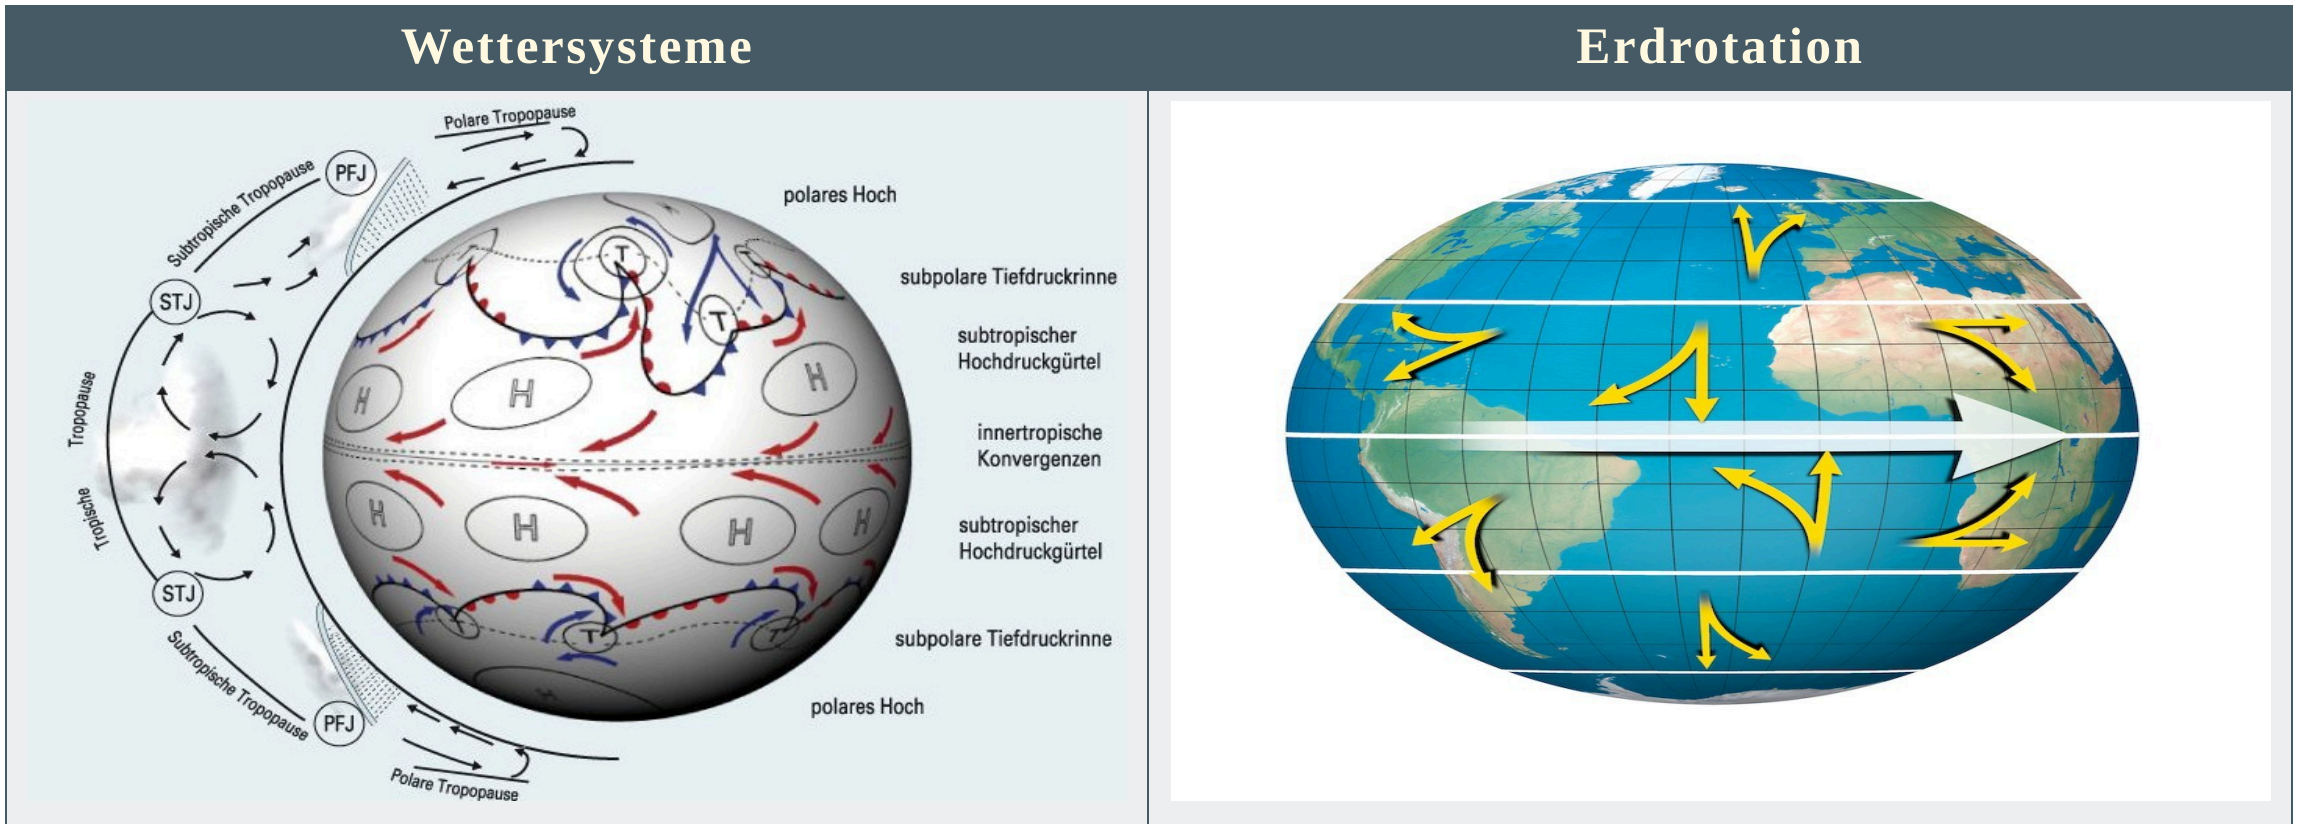 Wettersysteme
Erdrotation
Polare Tropopause
PFJ
Subtropische Tropopause
STJ
Tropopause
Tropische
STJ
Subtropische Tropopause
PFJ
Polare Tropopause
T
T
H
H
H
H
H
H
H
T
T
polares Hoch
subpolare Tiefdruckrinne
subtropischer
Hochdruckgürtel
innertropische
Konvergenzen
subtropischer
Hochdruckgürtel
subpolare Tiefdruckrinne
polares Hoch